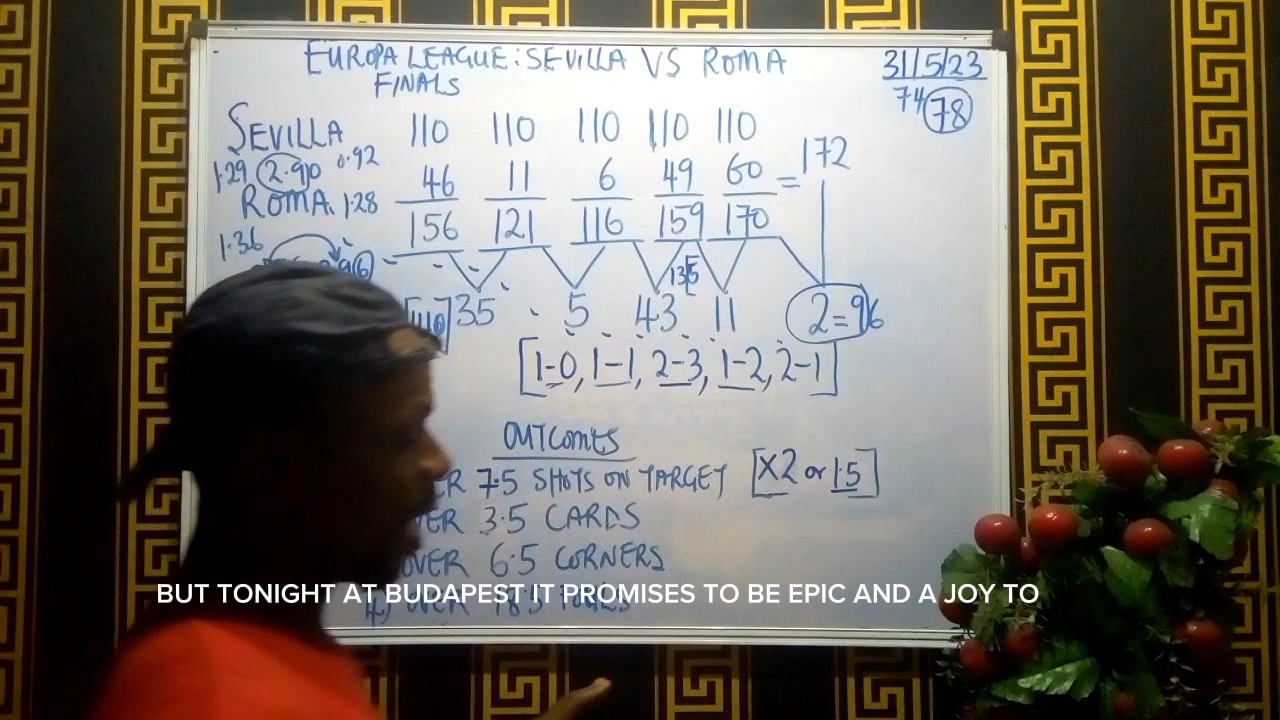 EUROPA LEAGUE: SEVILLA VS ROMA 31/5/23
FINALS 74 78
SEVILLA 110 110 110 110 110
1.29 2.90 0.92 46 11 6 49 60 = 172
ROMA 1.28
1.36 156 121 116 159 170
135
35 5 43 11 2=96
[1-0, 1-1, 2-3, 1-2, 2-1]
OUTCOMES
7.5 SHOTS ON TARGET [X2 or 1.5]
OVER 3.5 CARDS
OVER 6.5 CORNERS
BUT TONIGHT AT BUDAPEST IT PROMISES TO BE EPIC AND A JOY TO
4) OVER